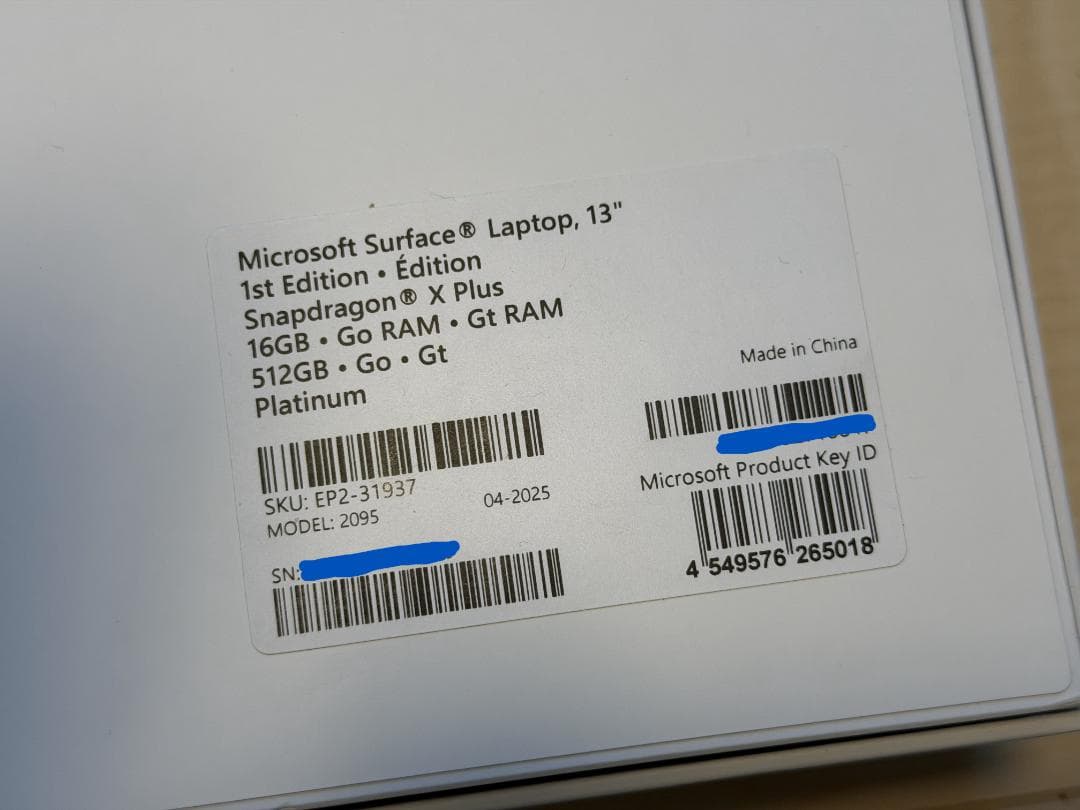 Microsoft Surface® Laptop, 13"
1st Edition • Édition
Snapdragon® X Plus
16GB • Go RAM • Gt RAM
512GB • Go • Gt
Platinum
SKU: EP2-31937
MODEL: 2095
04-2025
SN:
Made in China
Microsoft Product Key ID
4 549576 265018